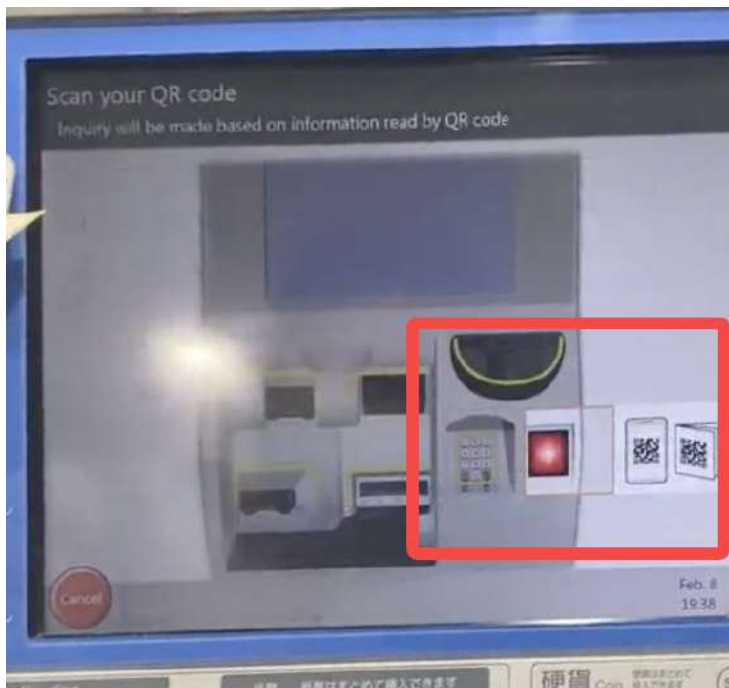 Scan your QR code
Inquiry will be made based on information read by QR code
Cancel
Feb. 8
19:38
硬貨 Coin